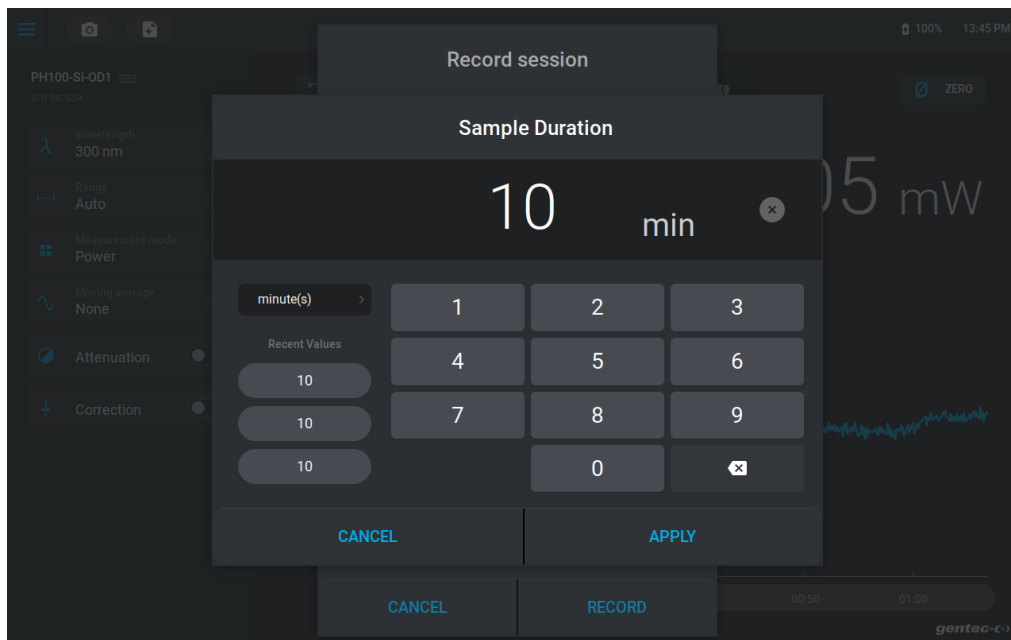 100% 13:45 PM
Record session
PH100-SI-OD1
S/N 987654
ZERO
Sample Duration
Wavelength
300 nm
10 min
05 mW
Range
Auto
Measurement mode
Power
Moving average
None
minute(s)
1 2 3
Recent Values
10
4 5 6
Attenuation
10
7 8 9
Correction
10
0
CANCEL APPLY
CANCEL RECORD
00:50 01:00
gentec-e